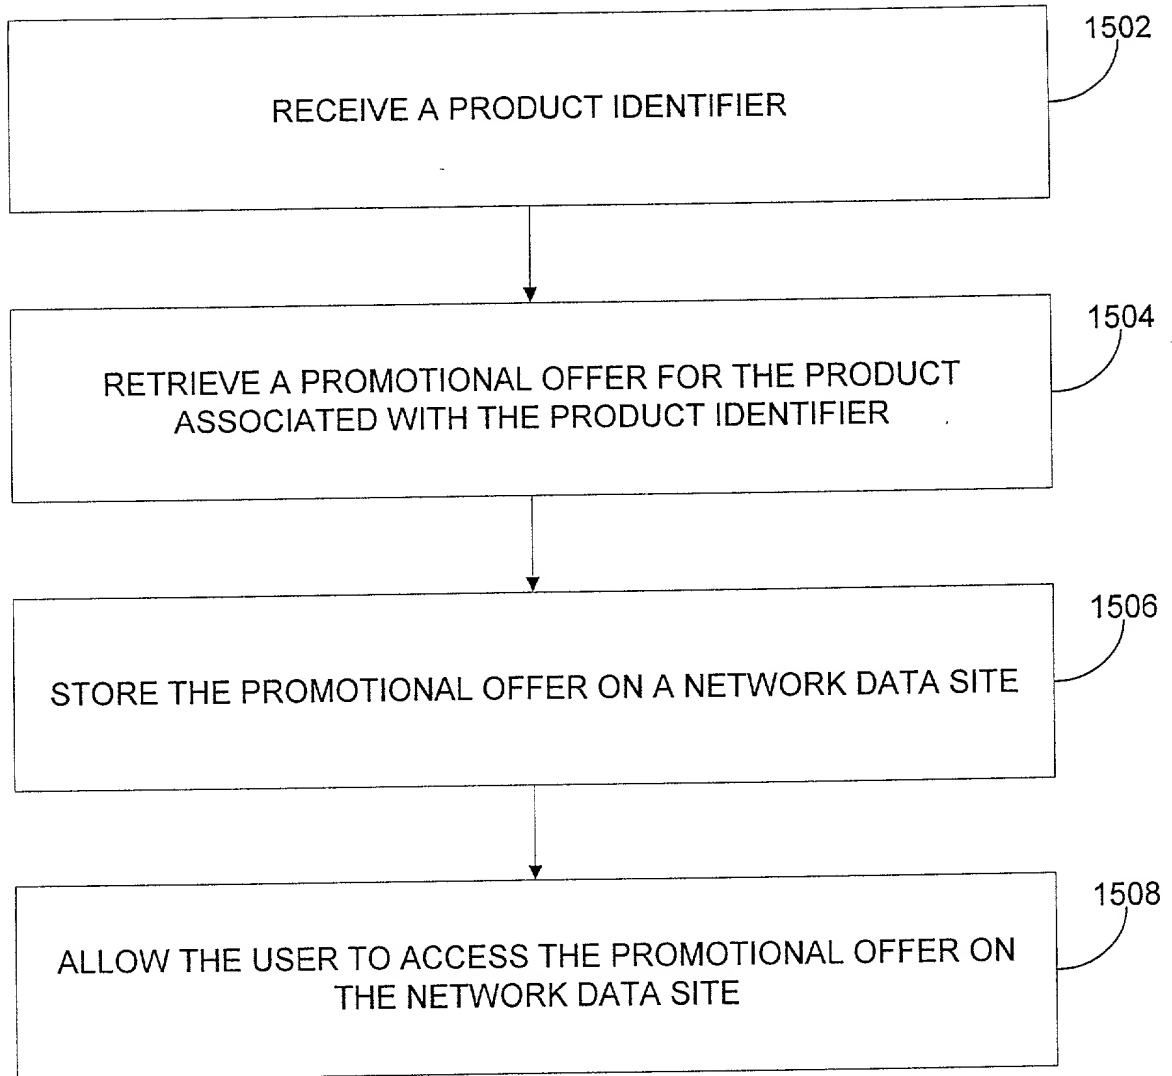 1502
RECEIVE A PRODUCT IDENTIFIER
1504
RETRIEVE A PROMOTIONAL OFFER FOR THE PRODUCT
ASSOCIATED WITH THE PRODUCT IDENTIFIER
1506
STORE THE PROMOTIONAL OFFER ON A NETWORK DATA SITE
1508
ALLOW THE USER TO ACCESS THE PROMOTIONAL OFFER ON
THE NETWORK DATA SITE